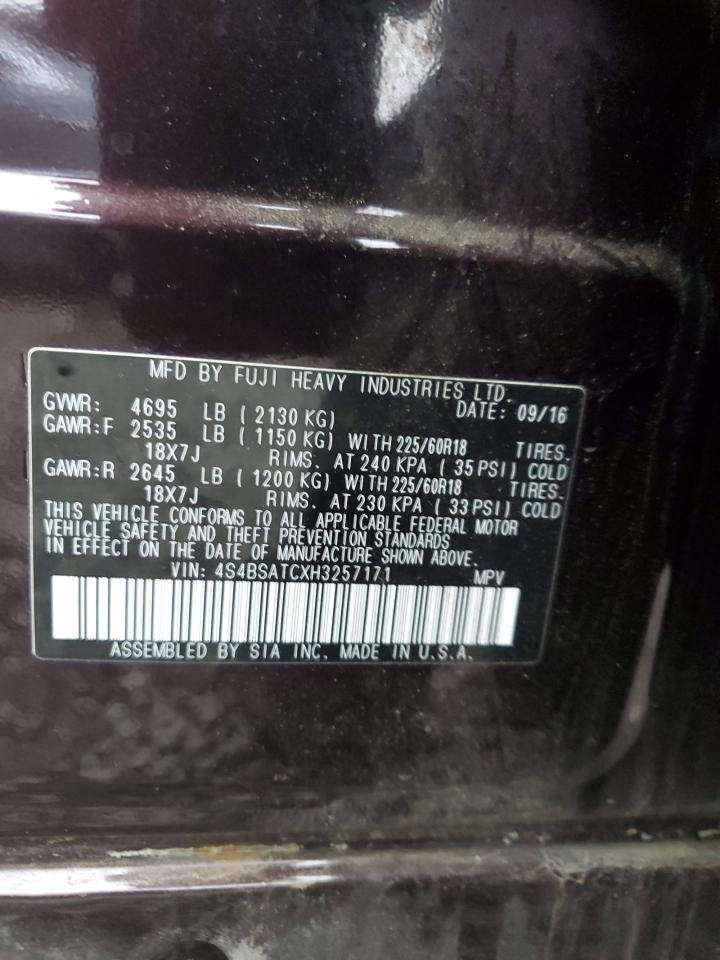 MFD BY FUJI HEAVY INDUSTRIES LTD.
GVWR: 4695 LB ( 2130 KG) DATE: 09/16
GAWR:F 2535 LB ( 1150 KG) WITH 225/60R18 TIRES.
18X7J RIMS. AT 240 KPA ( 35 PSI) COLD
GAWR:R 2645 LB ( 1200 KG) WITH 225/60R18 TIRES.
18X7J RIMS. AT 230 KPA ( 33 PSI) COLD
THIS VEHICLE CONFORMS TO ALL APPLICABLE FEDERAL MOTOR
VEHICLE SAFETY AND THEFT PREVENTION STANDARDS
IN EFFECT ON THE DATE OF MANUFACTURE SHOWN ABOVE.
VIN: 4S4BSATCXH3257171 MPV
ASSEMBLED BY SIA INC. MADE IN U.S.A.